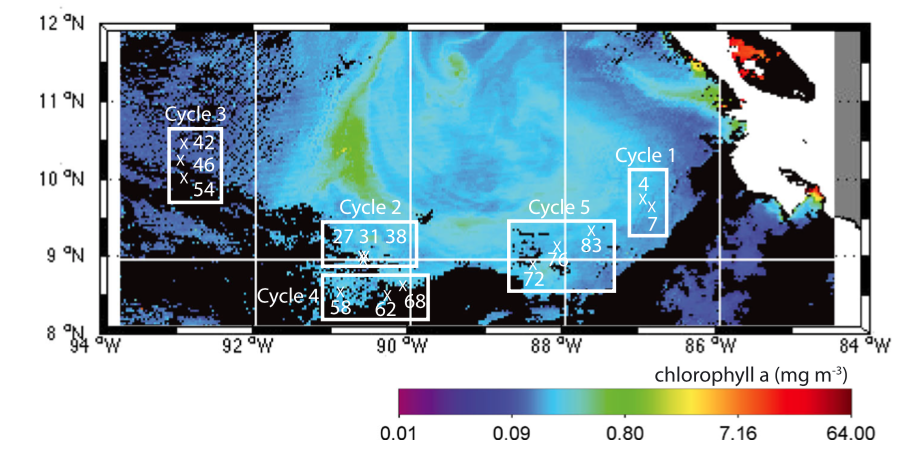 12 °N
11 °N
10 °N
9 °N
8 °N
Cycle 3
42
46
54
Cycle 1
4
7
Cycle 2
27 31 38
Cycle 5
83
76
72
Cycle 4
58
62
68
94 °W
92 °W
90 °W
88 °W
86 °W
84 °W
chlorophyll a (mg m⁻³)
0.01
0.09
0.80
7.16
64.00